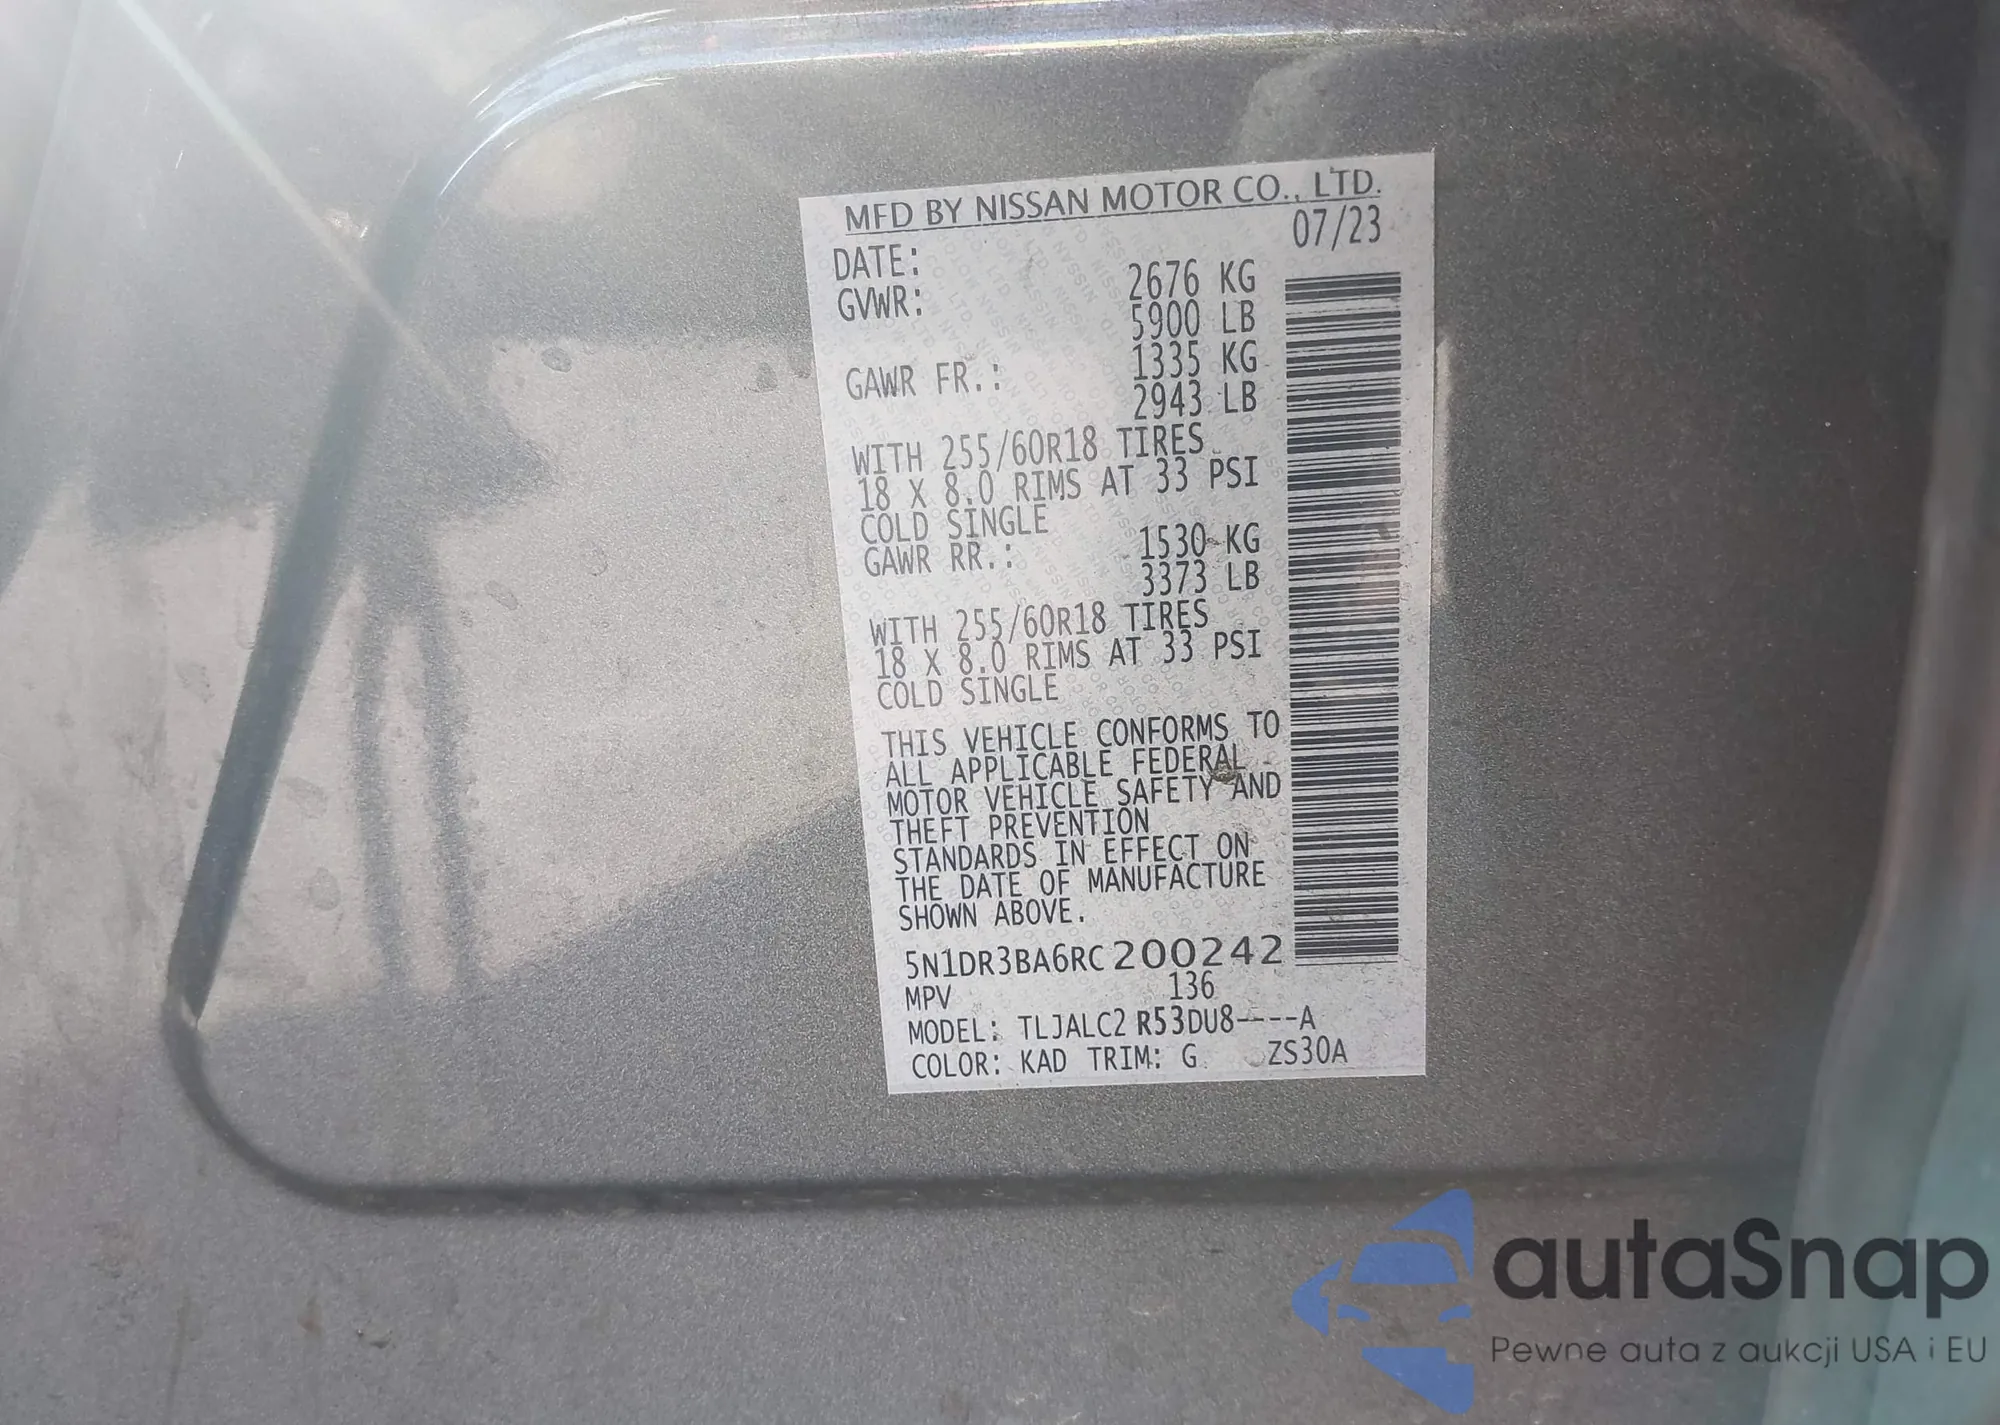 MFD BY NISSAN MOTOR CO., LTD.
DATE: 07/23
GVWR: 2676 KG
5900 LB
GAWR FR.: 1335 KG
2943 LB
WITH 255/60R18 TIRES
18 X 8.0 RIMS AT 33 PSI
COLD SINGLE
GAWR RR.: 1530 KG
3373 LB
WITH 255/60R18 TIRES
18 X 8.0 RIMS AT 33 PSI
COLD SINGLE
THIS VEHICLE CONFORMS TO
ALL APPLICABLE FEDERAL
MOTOR VEHICLE SAFETY AND
THEFT PREVENTION
STANDARDS IN EFFECT ON
THE DATE OF MANUFACTURE
SHOWN ABOVE.
5N1DR3BA6RC200242
MPV 136
MODEL: TLJALC2 R53DU8----A
COLOR: KAD TRIM: G ZS30A
autaSnap
Pewne auta z aukcji USA i EU